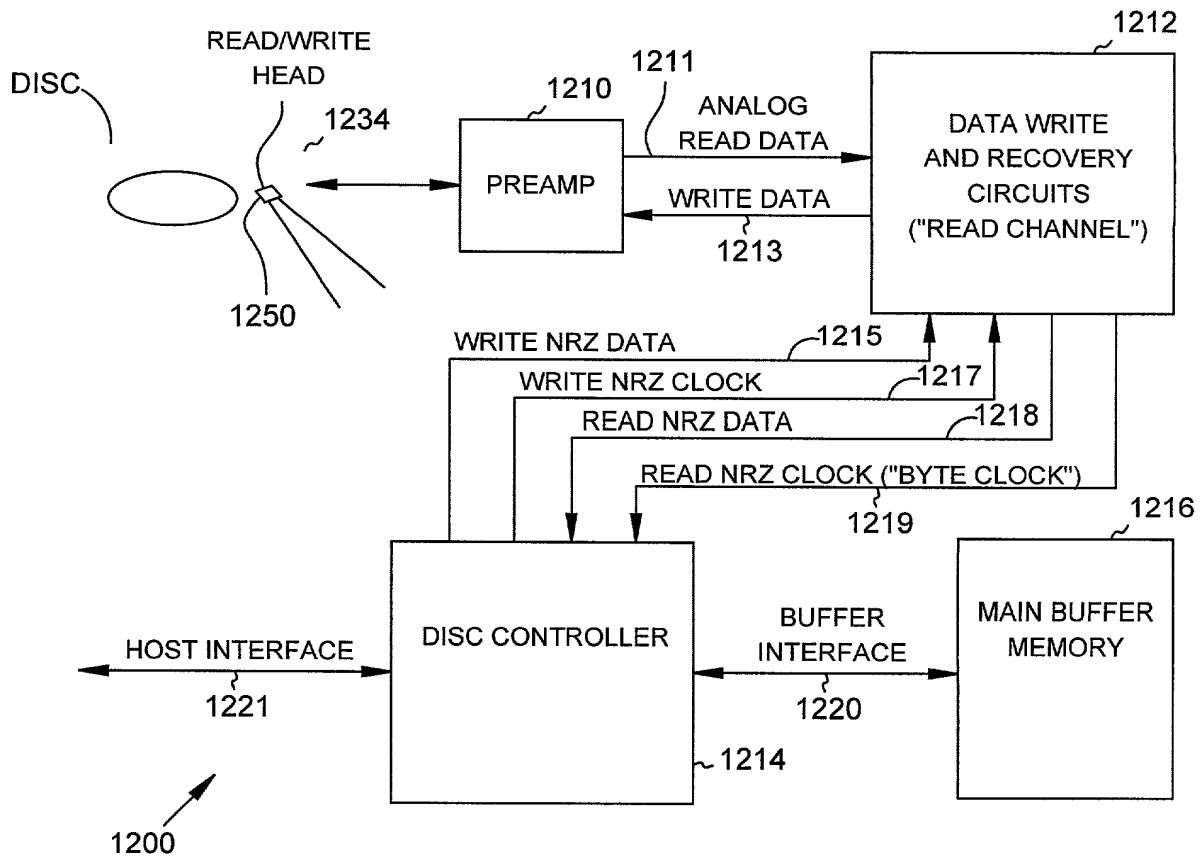 1212
READ/WRITE
HEAD
DISC
1234
1210
1211
ANALOG
READ DATA
PREAMP
WRITE DATA
1213
DATA WRITE
AND RECOVERY
CIRCUITS
("READ CHANNEL")
1250
WRITE NRZ DATA
1215
WRITE NRZ CLOCK
1217
READ NRZ DATA
1218
READ NRZ CLOCK ("BYTE CLOCK")
1219
1216
DISC CONTROLLER
BUFFER
INTERFACE
1220
MAIN BUFFER
MEMORY
HOST INTERFACE
1221
1214
1200